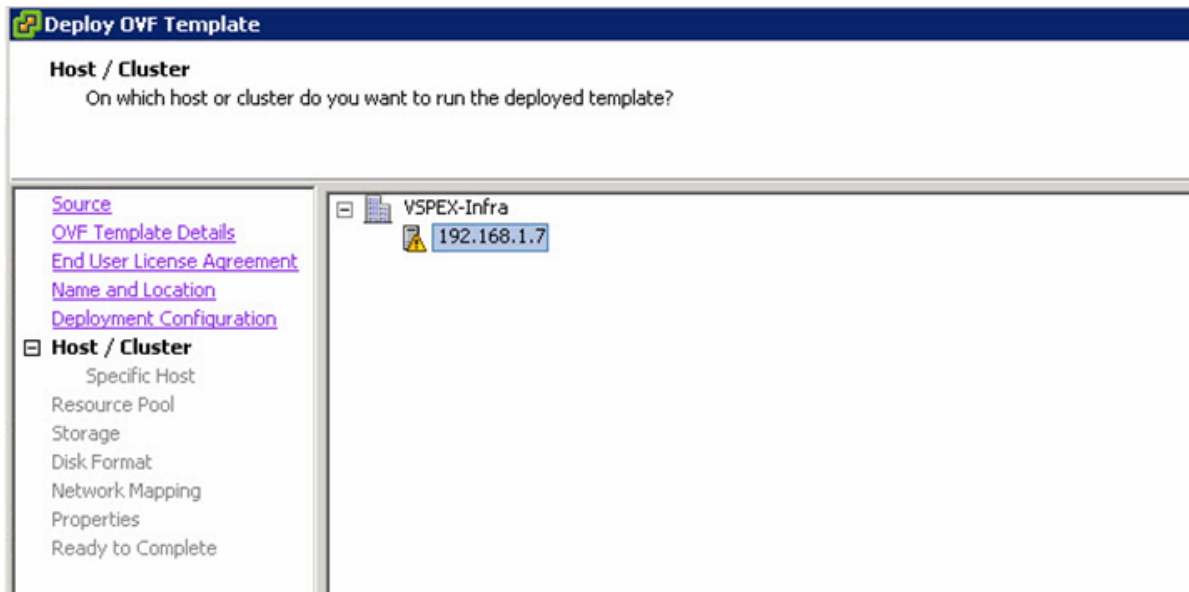 Deploy OVF Template
Host / Cluster
On which host or cluster do you want to run the deployed template?
Source
OVF Template Details
End User License Agreement
Name and Location
Deployment Configuration
Host / Cluster
Specific Host
Resource Pool
Storage
Disk Format
Network Mapping
Properties
Ready to Complete
VSPEX-Infra
192.168.1.7